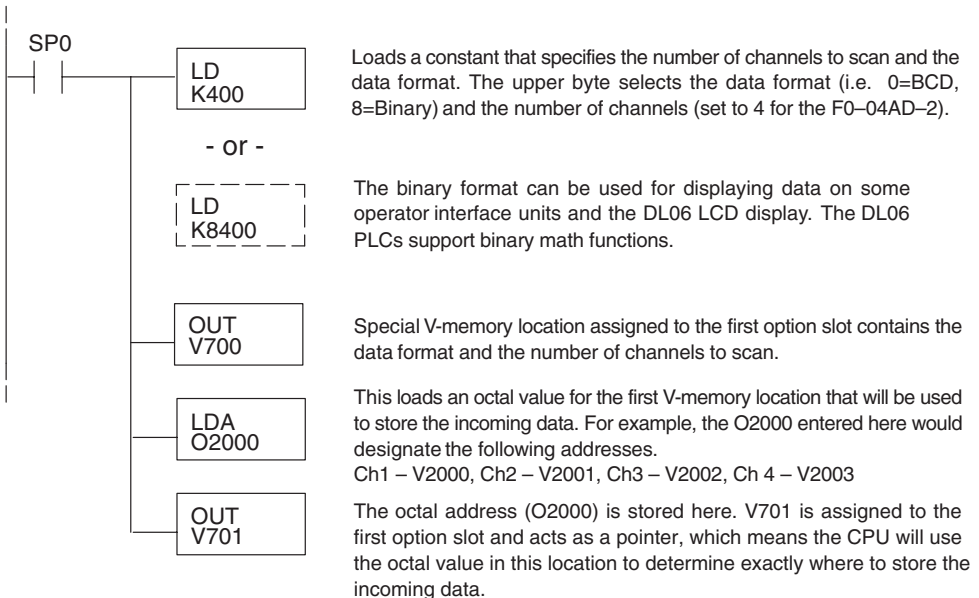 SP0
LD
K400
Loads a constant that specifies the number of channels to scan and the
data format. The upper byte selects the data format (i.e. 0=BCD,
8=Binary) and the number of channels (set to 4 for the F0–04AD–2).
- or -
LD
K8400
The binary format can be used for displaying data on some
operator interface units and the DL06 LCD display. The DL06
PLCs support binary math functions.
OUT
V700
Special V-memory location assigned to the first option slot contains the
data format and the number of channels to scan.
LDA
O2000
This loads an octal value for the first V-memory location that will be used
to store the incoming data. For example, the O2000 entered here would
designate the following addresses.
Ch1 – V2000, Ch2 – V2001, Ch3 – V2002, Ch 4 – V2003
OUT
V701
The octal address (O2000) is stored here. V701 is assigned to the
first option slot and acts as a pointer, which means the CPU will use
the octal value in this location to determine exactly where to store the
incoming data.